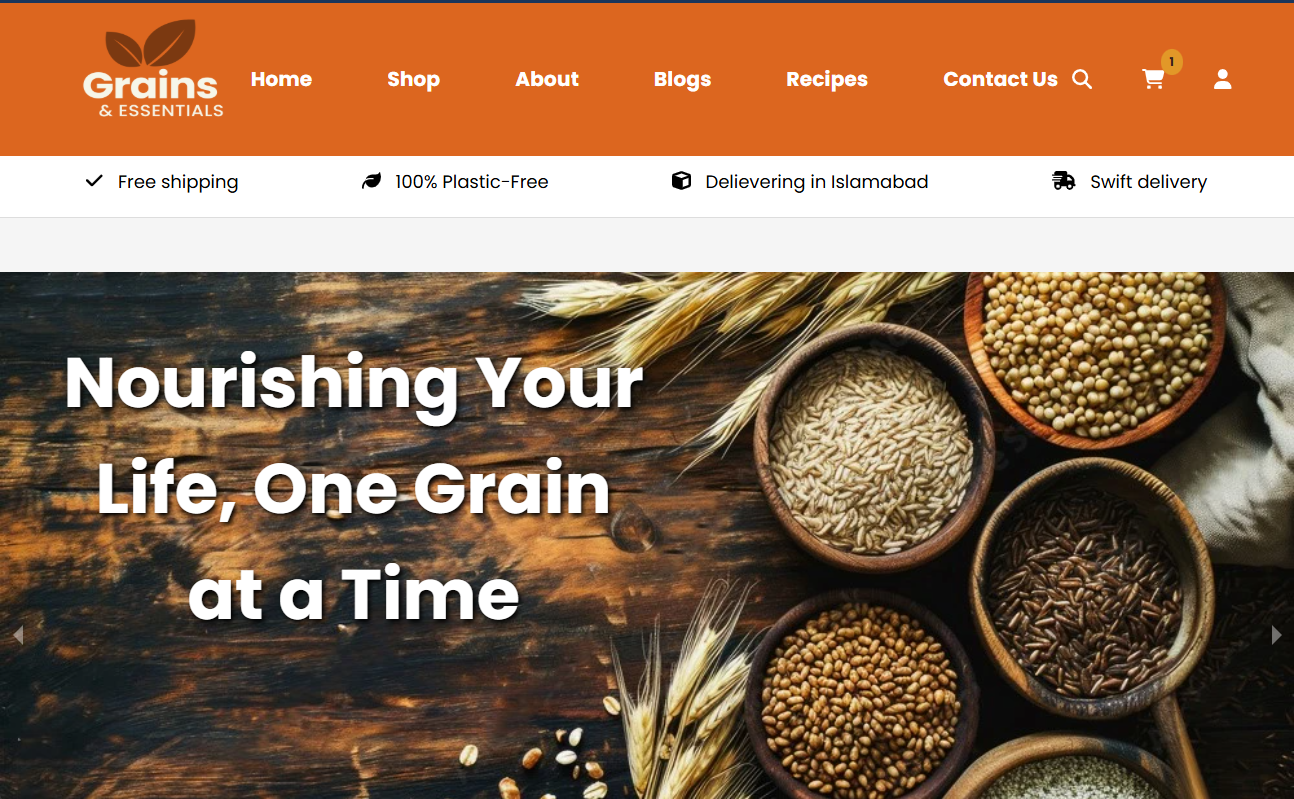 Grains
& ESSENTIALS
Home
Shop
About
Blogs
Recipes
Contact Us
1
Free shipping
100% Plastic-Free
Delievering in Islamabad
Swift delivery
Nourishing Your
Life, One Grain
at a Time